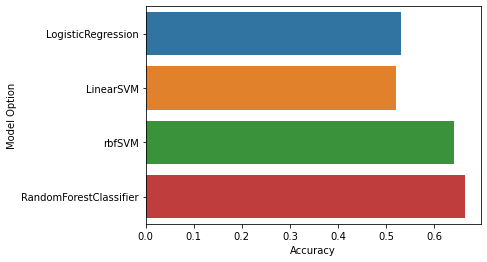 LogisticRegression
LinearSVM
rbfSVM
RandomForestClassifier
Model Option
0.0 0.1 0.2 0.3 0.4 0.5 0.6
Accuracy